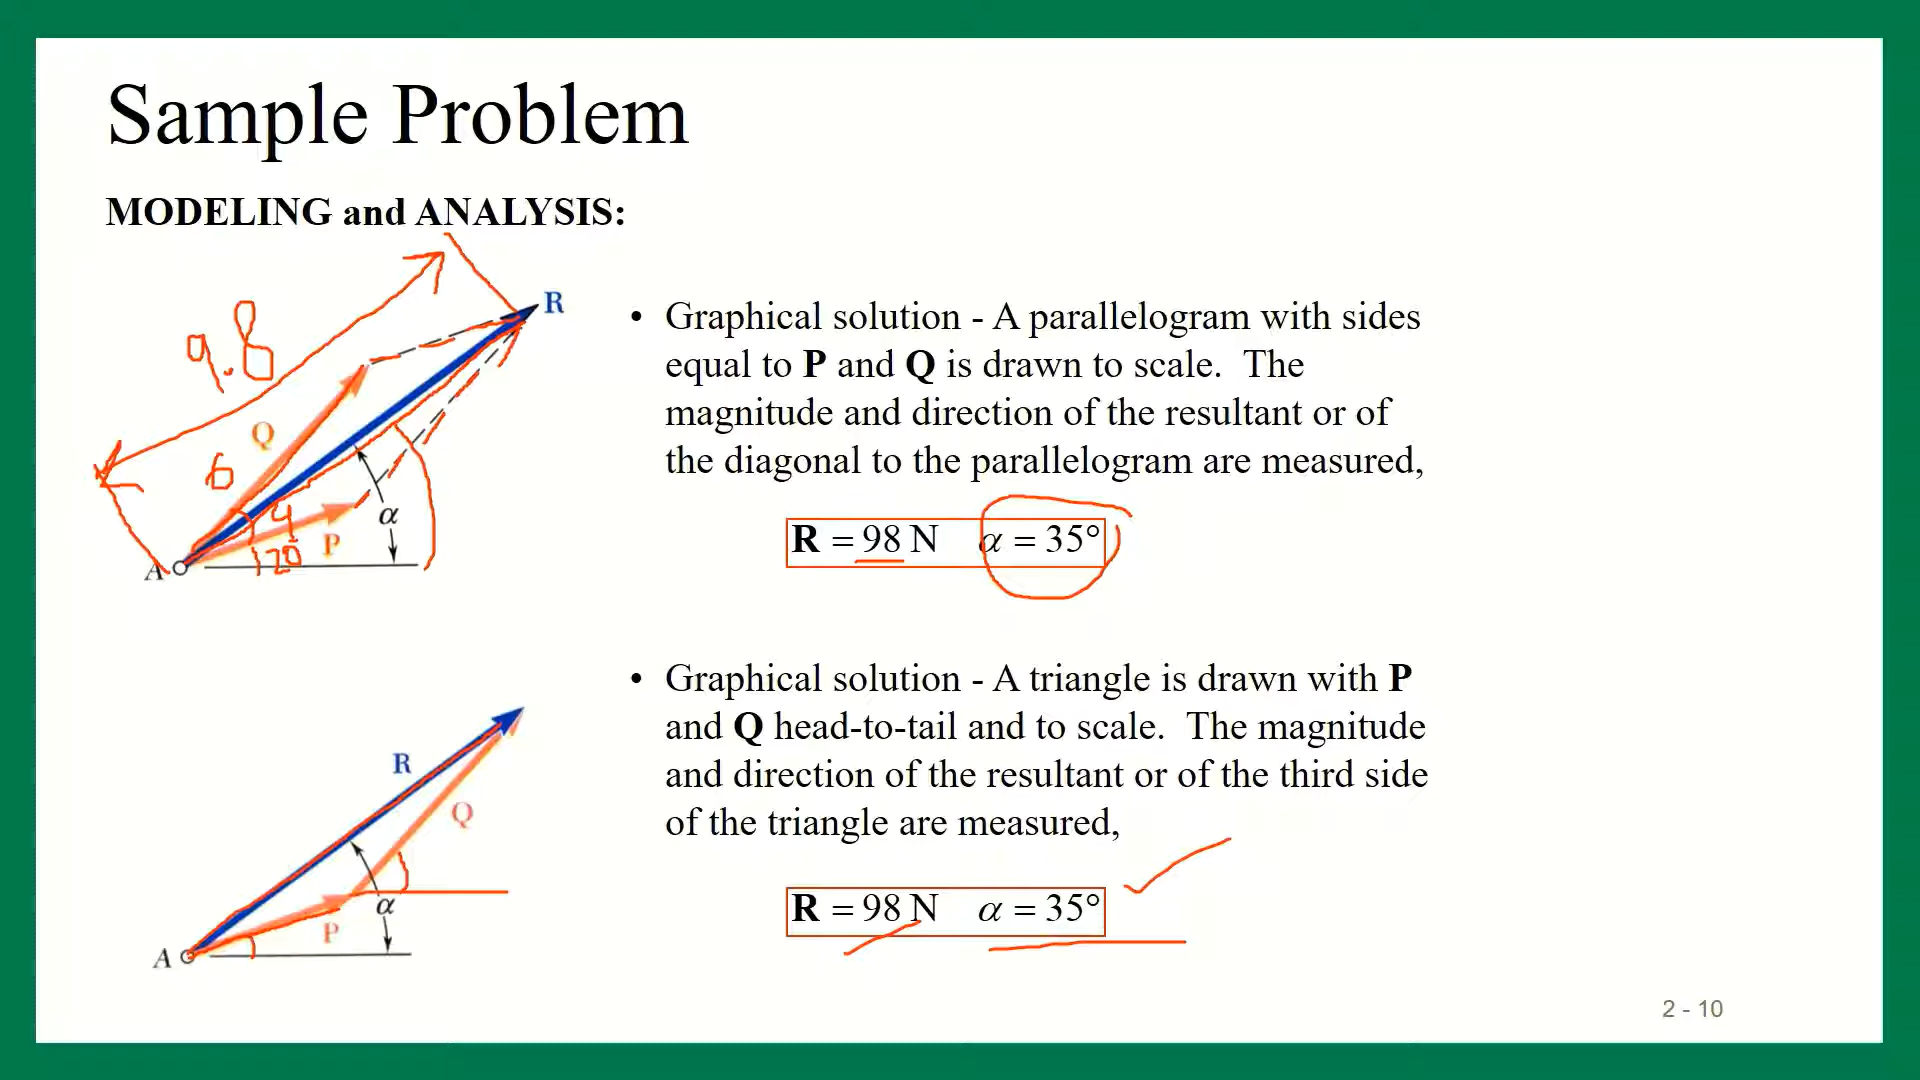 Sample Problem
MODELING and ANALYSIS:
R
9.8
Q
6
4
α
P
120
A
• Graphical solution - A parallelogram with sides
equal to P and Q is drawn to scale. The
magnitude and direction of the resultant or of
the diagonal to the parallelogram are measured,
R = 98 N α = 35°
R
Q
α
P
A
• Graphical solution - A triangle is drawn with P
and Q head-to-tail and to scale. The magnitude
and direction of the resultant or of the third side
of the triangle are measured,
R = 98 N α = 35°
2 - 10